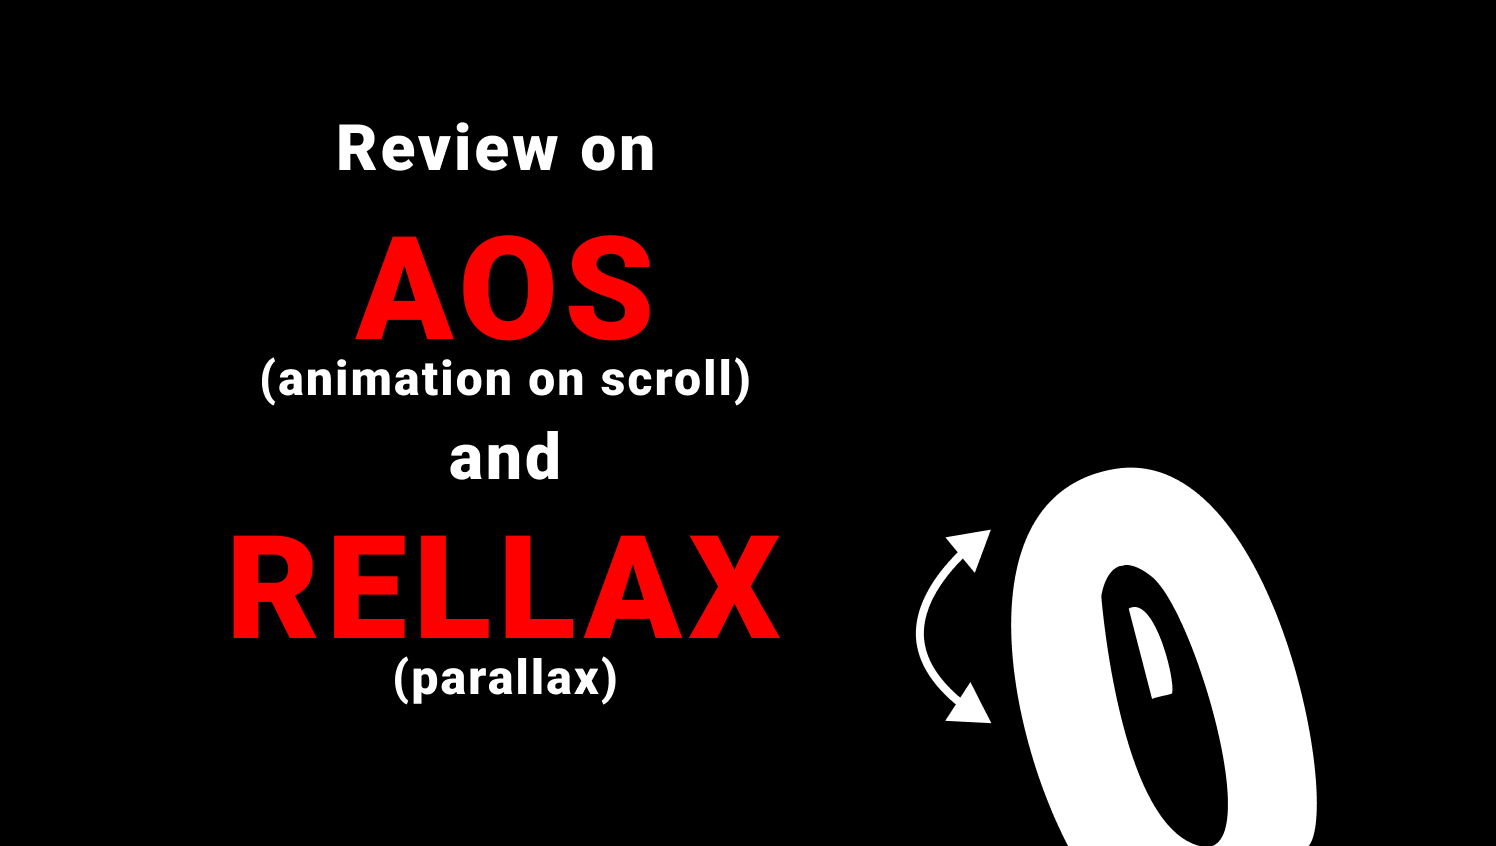 Review on
AOS
(animation on scroll)
and
RELLAX
(parallax)